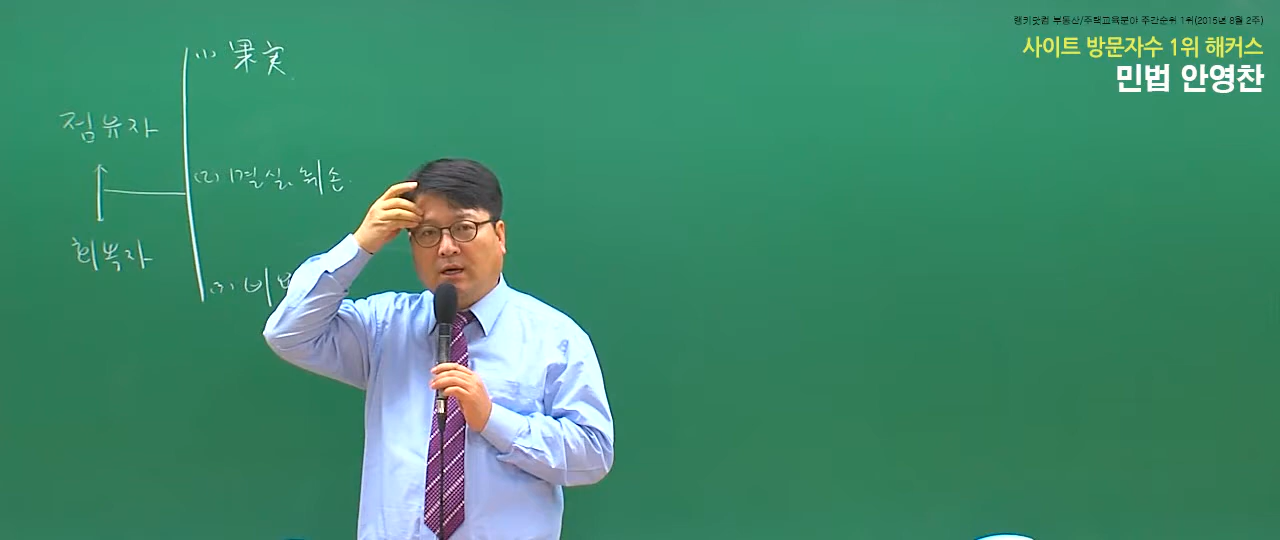 랭키닷컴 부동산/주택교육분야 주간순위 1위(2015년 8월 2주)
사이트 방문자수 1위 해커스
민법 안영찬
(1) 果実
점유자
(2) 멸실, 훼손.
회복자
(3) 비